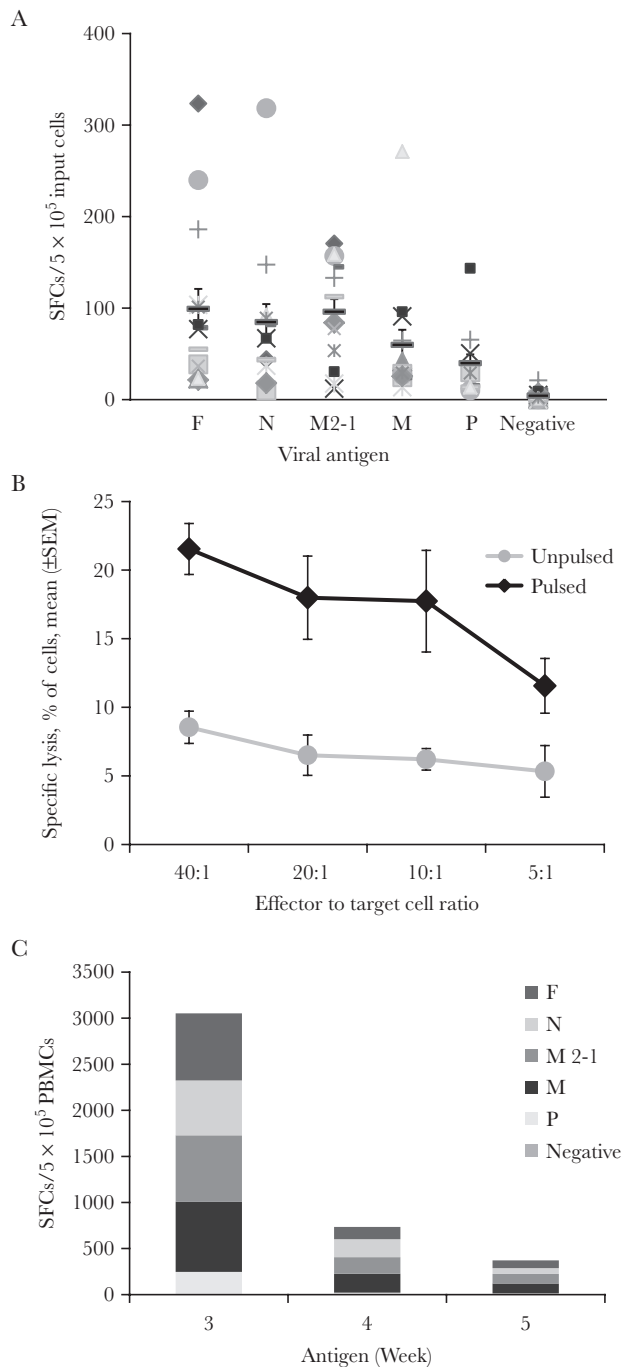 A
400
300
200
100
0
SFCs/5 × 10⁵ input cells
F N M2-1 M P Negative
Viral antigen
B
25
20
15
10
5
0
Specific lysis, % of cells, mean (±SEM)
Unpulsed
Pulsed
40:1 20:1 10:1 5:1
Effector to target cell ratio
C
3500
3000
2500
2000
1500
1000
500
0
SFCs/5 × 10⁵ PBMCs
F
N
M 2-1
M
P
Negative
3 4 5
Antigen (Week)